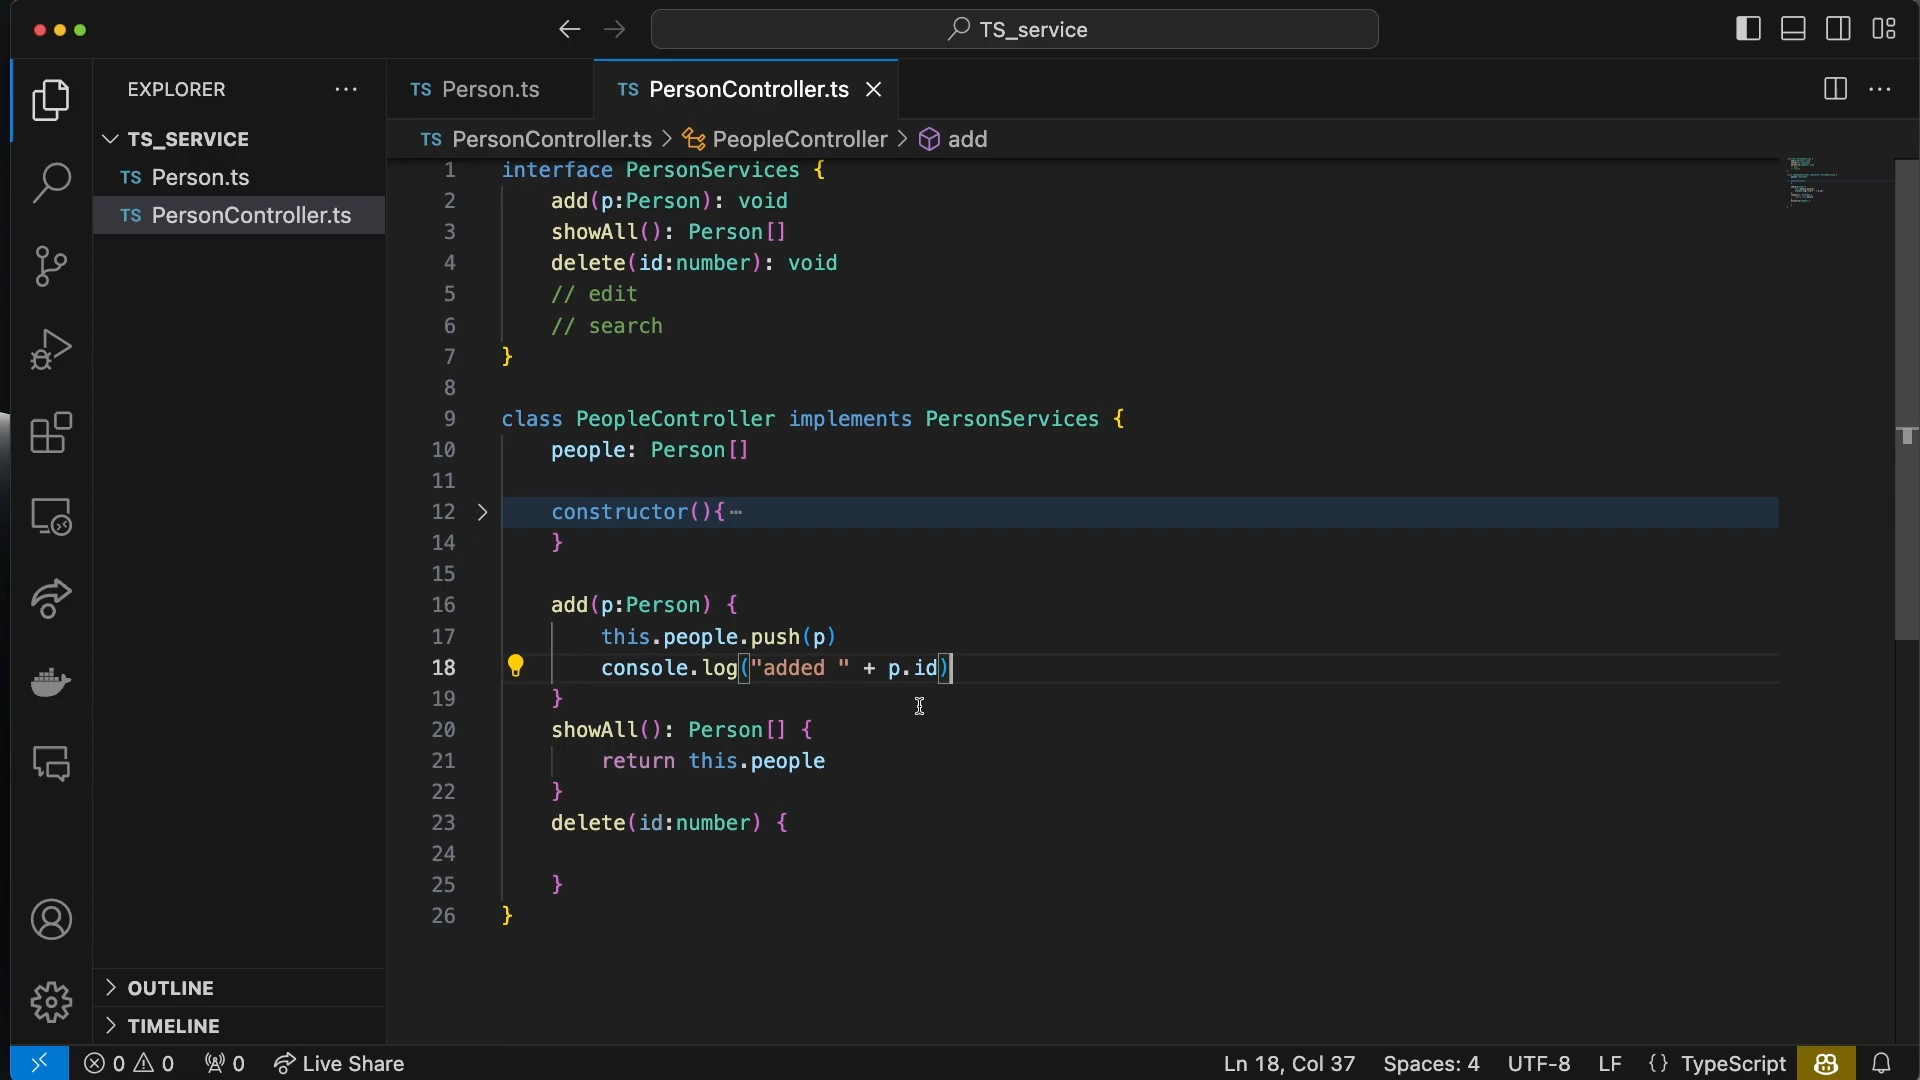 TS_service
EXPLORER
TS Person.ts
TS PersonController.ts
TS_SERVICE
TS Person.ts
TS PersonController.ts
TS PersonController.ts > PeopleController > add
1 interface PersonServices {
2 add(p:Person): void
3 showAll(): Person[]
4 delete(id:number): void
5 // edit
6 // search
7 }
8
9 class PeopleController implements PersonServices {
10 people: Person[]
11
12 constructor(){⋯
14 }
15
16 add(p:Person) {
17 this.people.push(p)
18 console.log("added " + p.id)
19 }
20 showAll(): Person[] {
21 return this.people
22 }
23 delete(id:number) {
24
25 }
26 }
OUTLINE
TIMELINE
0 0 0 Live Share Ln 18, Col 37 Spaces: 4 UTF-8 LF {} TypeScript